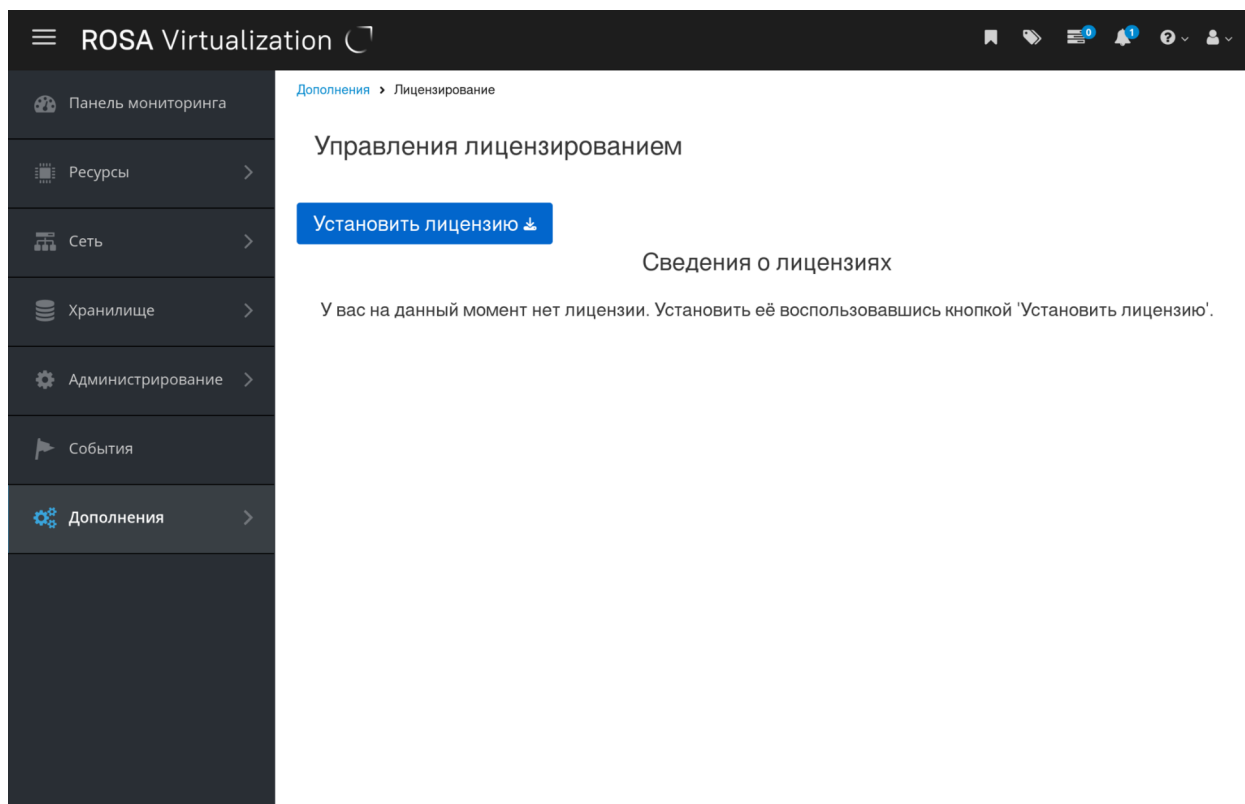 ROSA Virtualization
0
1
Панель мониторинга
Ресурсы
Сеть
Хранилище
Администрирование
События
Дополнения
Дополнения > Лицензирование
Управления лицензированием
Установить лицензию
Сведения о лицензиях
У вас на данный момент нет лицензии. Установить её воспользовавшись кнопкой 'Установить лицензию'.